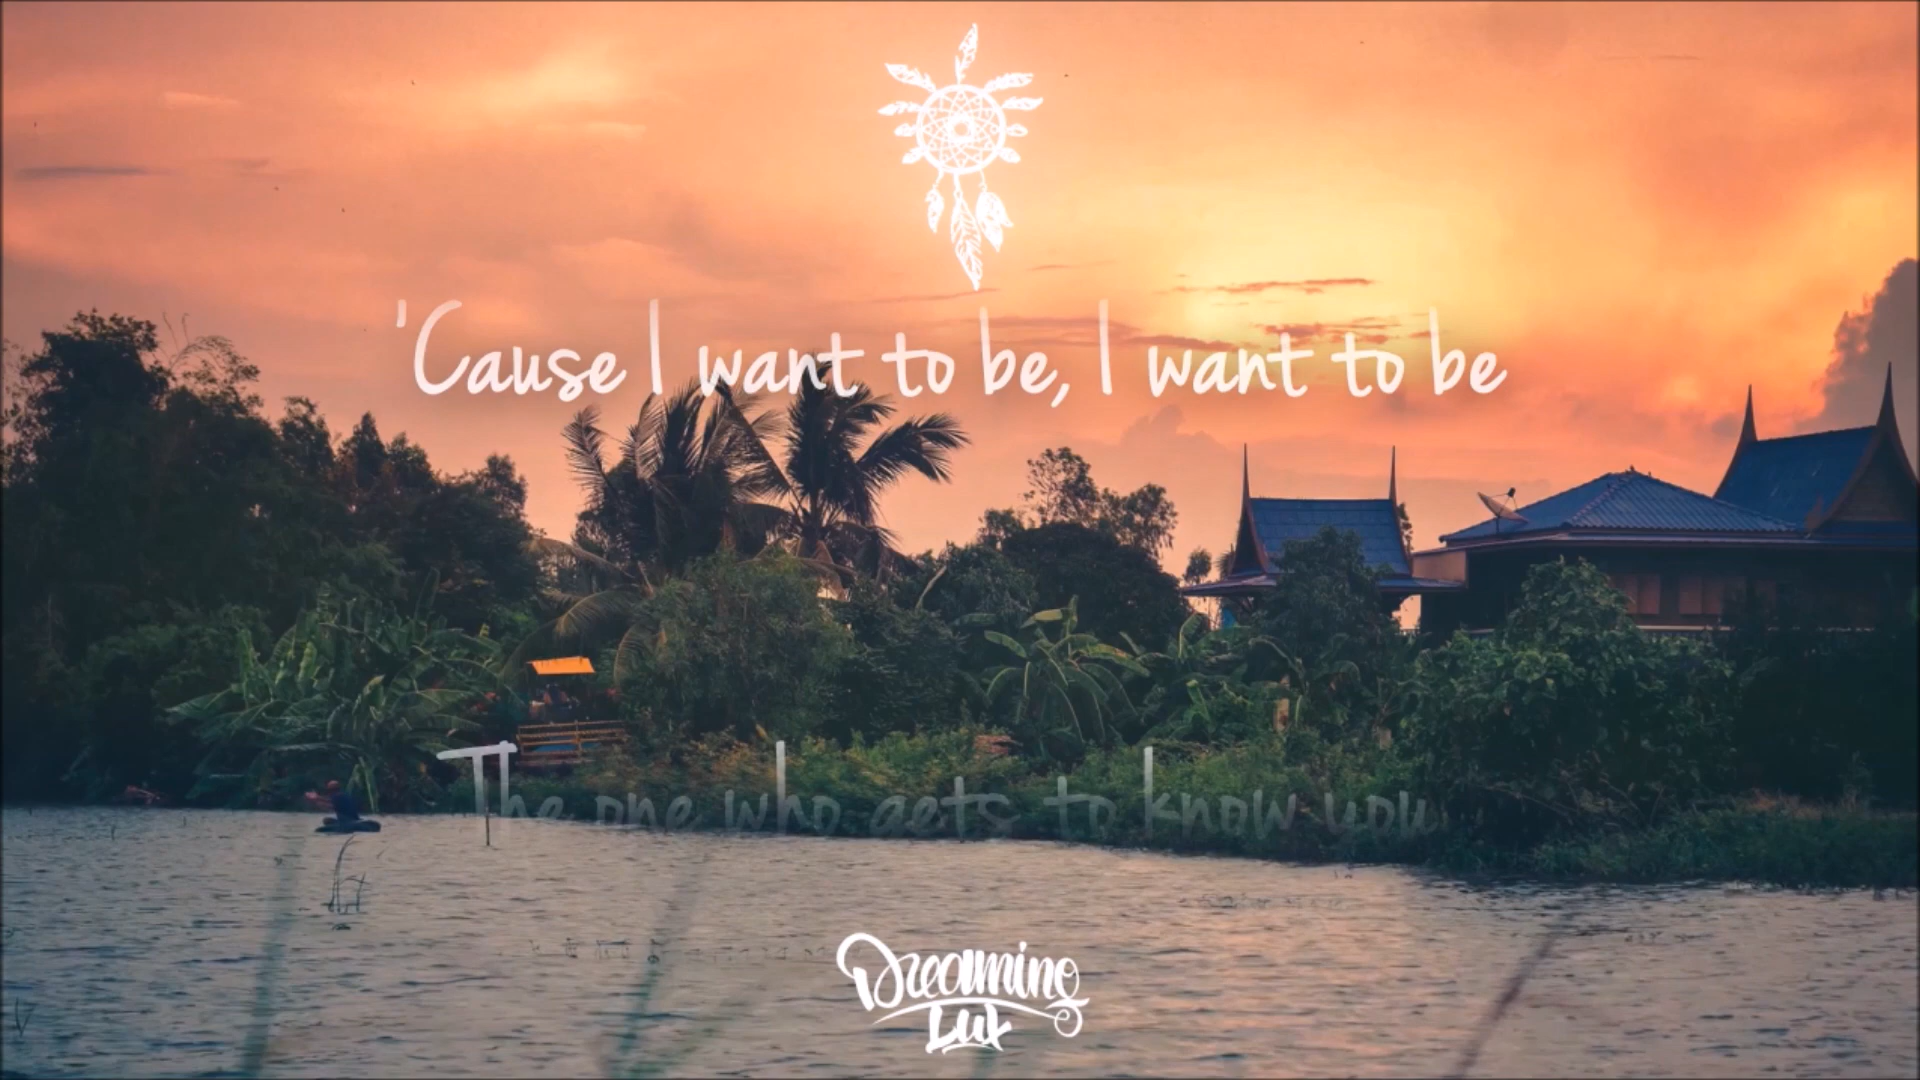 'Cause I want to be, I want to be
The one who gets to know you
Dreaming
Lux